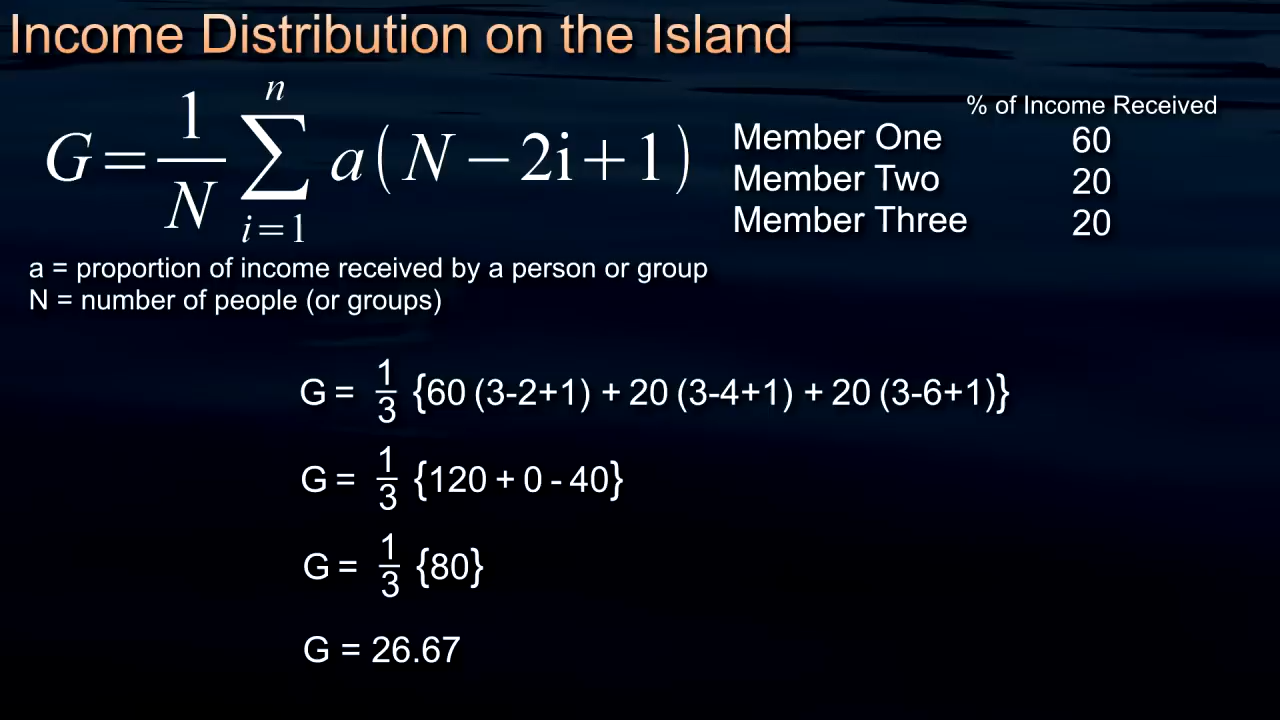 Income Distribution on the Island
G = 1/N n∑i=1 a(N−2i+1)
% of Income Received
Member One 60
Member Two 20
Member Three 20
a = proportion of income received by a person or group
N = number of people (or groups)
G = 1/3 {60 (3-2+1) + 20 (3-4+1) + 20 (3-6+1)}
G = 1/3 {120 + 0 - 40}
G = 1/3 {80}
G = 26.67